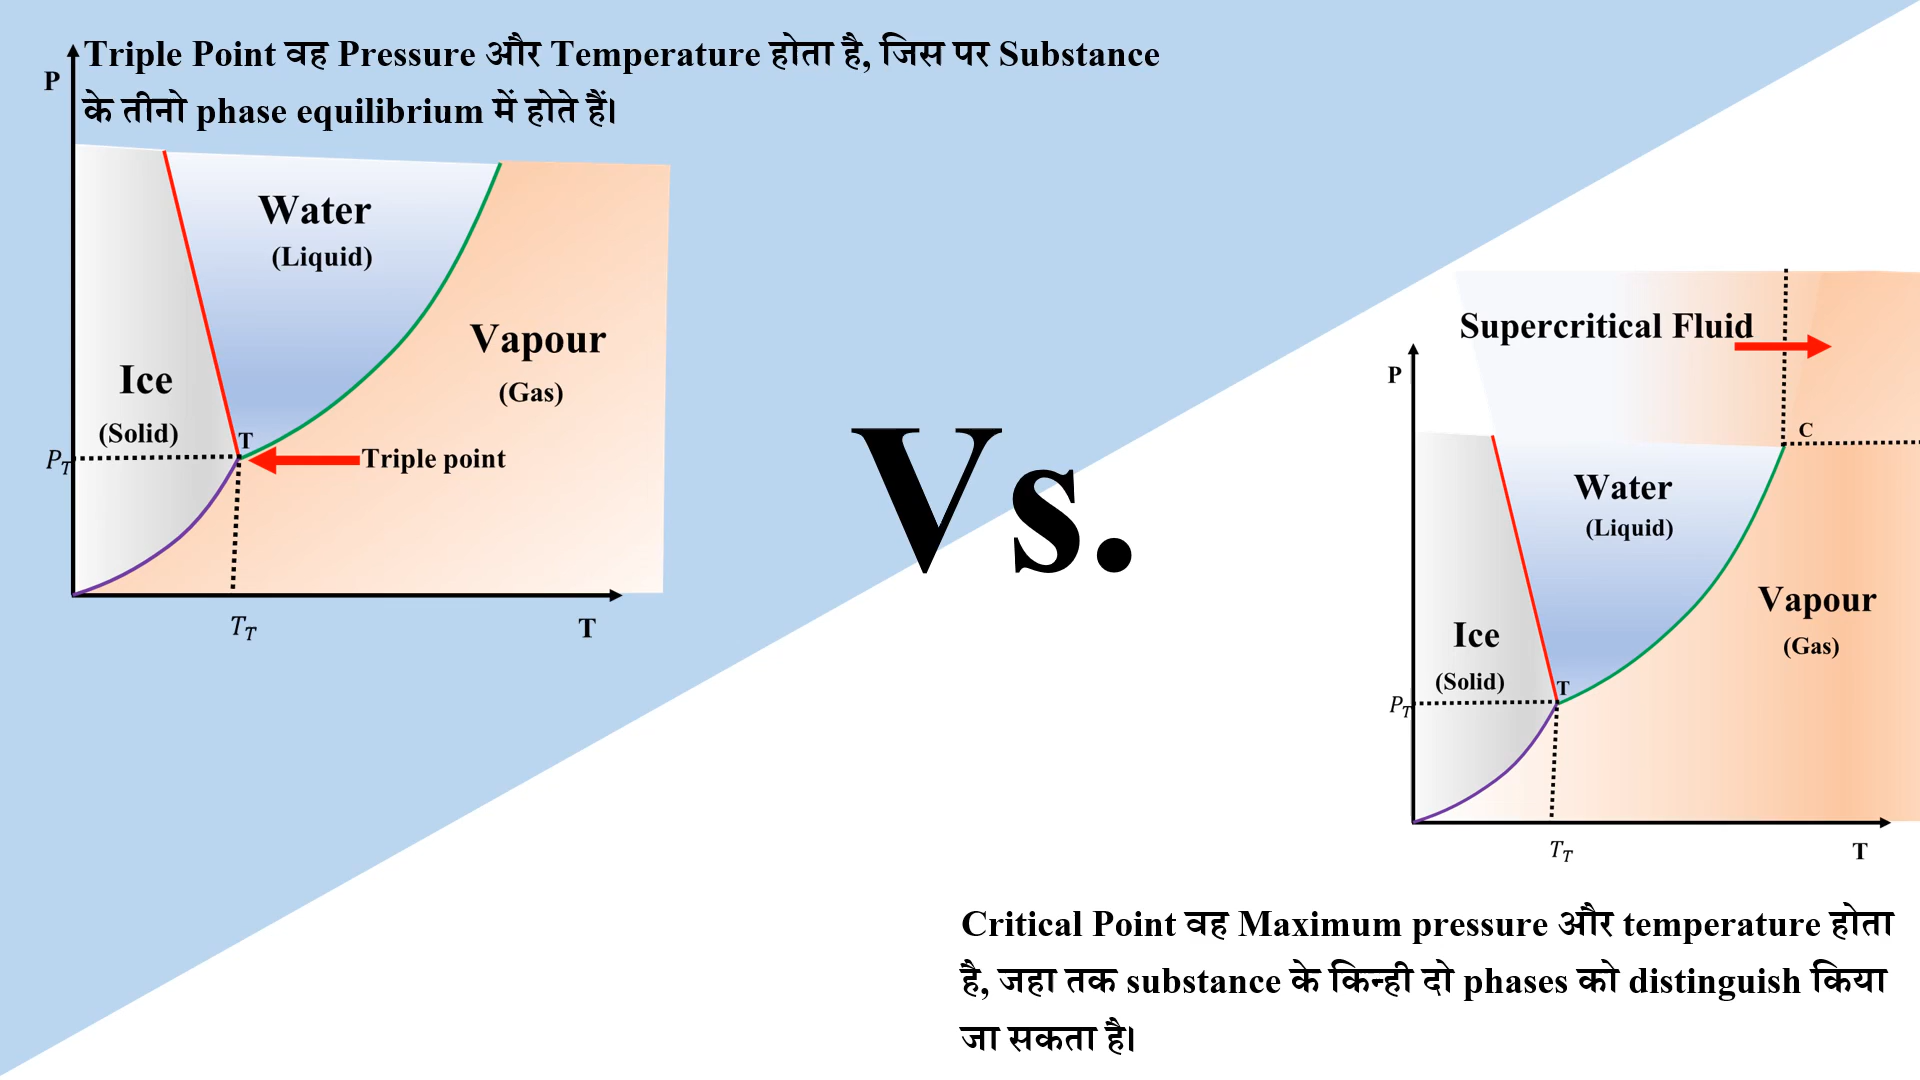 Triple Point वह Pressure और Temperature होता है, जिस पर Substance
के तीनो phase equilibrium में होते हैं।
P
Water
(Liquid)
Vapour
(Gas)
Ice
(Solid)
T
P_T
Triple point
T_T
T
Vs.
Supercritical Fluid
P
C
Water
(Liquid)
Vapour
(Gas)
Ice
(Solid)
T
P_T
T_T
T
Critical Point वह Maximum pressure और temperature होता
है, जहा तक substance के किन्ही दो phases को distinguish किया
जा सकता है।